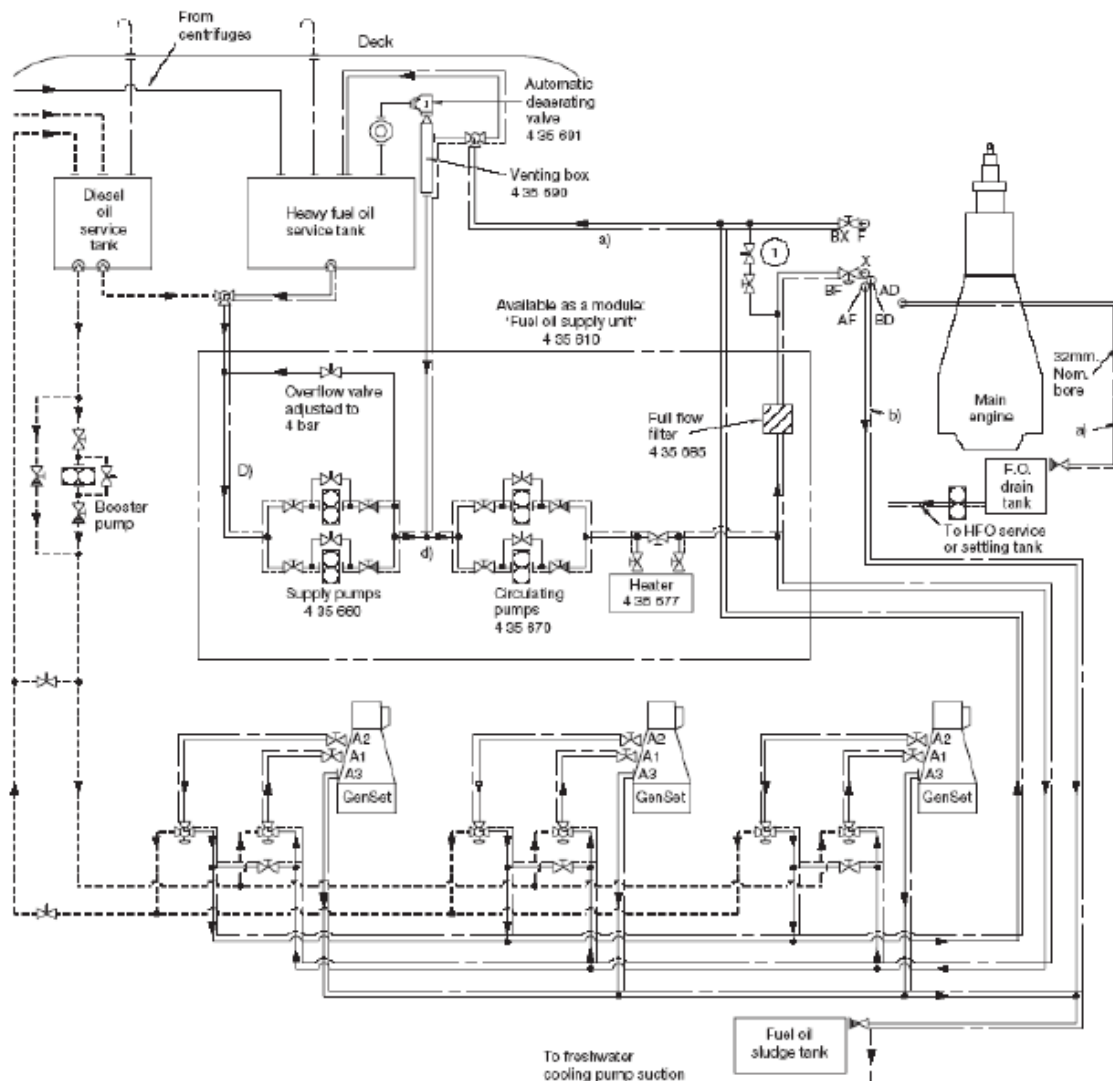 From
centrifuges
Deck
Automatic
deaerating
valve
4 35 691
Venting box
4 35 690
Diesel
oil
service
tank
Heavy fuel oil
service tank
a)
BX F
1
X
BF
AD
AF
BD
Available as a module:
'Fuel oil supply unit'
4 35 610
32mm.
Nom.
bore
Main
engine
a)
b)
Overflow valve
adjusted to
4 bar
Full flow
filter
4 35 685
D)
F.O.
drain
tank
Booster
pump
To HFO service
or settling tank
d)
Supply pumps
4 35 660
Circulating
pumps
4 35 670
Heater
4 35 677
A2
A1
A3
GenSet
A2
A1
A3
GenSet
A2
A1
A3
GenSet
Fuel oil
sludge tank
To freshwater
cooling pump suction